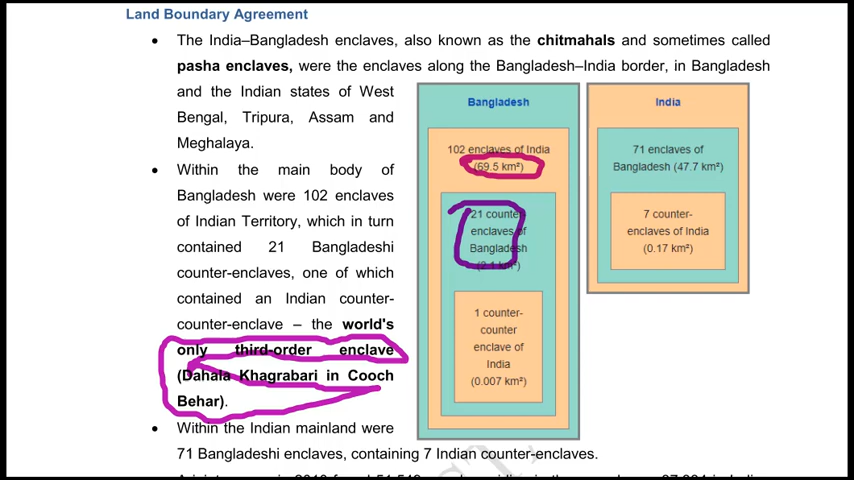 Land Boundary Agreement
• The India–Bangladesh enclaves, also known as the chitmahals and sometimes called
pasha enclaves, were the enclaves along the Bangladesh–India border, in Bangladesh
and the Indian states of West
Bengal, Tripura, Assam and
Meghalaya.
• Within the main body of
Bangladesh were 102 enclaves
of Indian Territory, which in turn
contained 21 Bangladeshi
counter-enclaves, one of which
contained an Indian counter-
counter-enclave – the world's
only third-order enclave
(Dahala Khagrabari in Cooch
Behar).
Bangladesh
102 enclaves of India
(69.5 km²)
21 counter-
enclaves of
Bangladesh
(2.1 km²)
1 counter-
counter
enclave of
India
(0.007 km²)
India
71 enclaves of
Bangladesh (47.7 km²)
7 counter-
enclaves of India
(0.17 km²)
• Within the Indian mainland were
71 Bangladeshi enclaves, containing 7 Indian counter-enclaves.